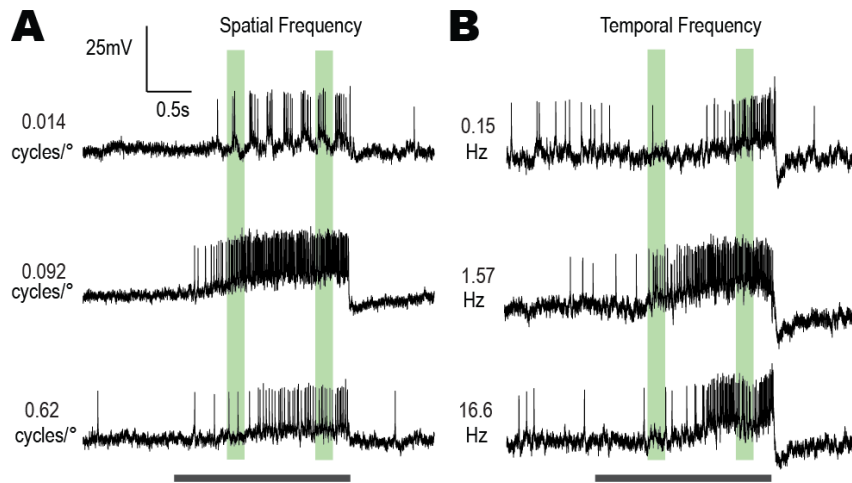 A
Spatial Frequency
25mV
0.5s
0.014
cycles/°
0.092
cycles/°
0.62
cycles/°
B
Temporal Frequency
0.15
Hz
1.57
Hz
16.6
Hz